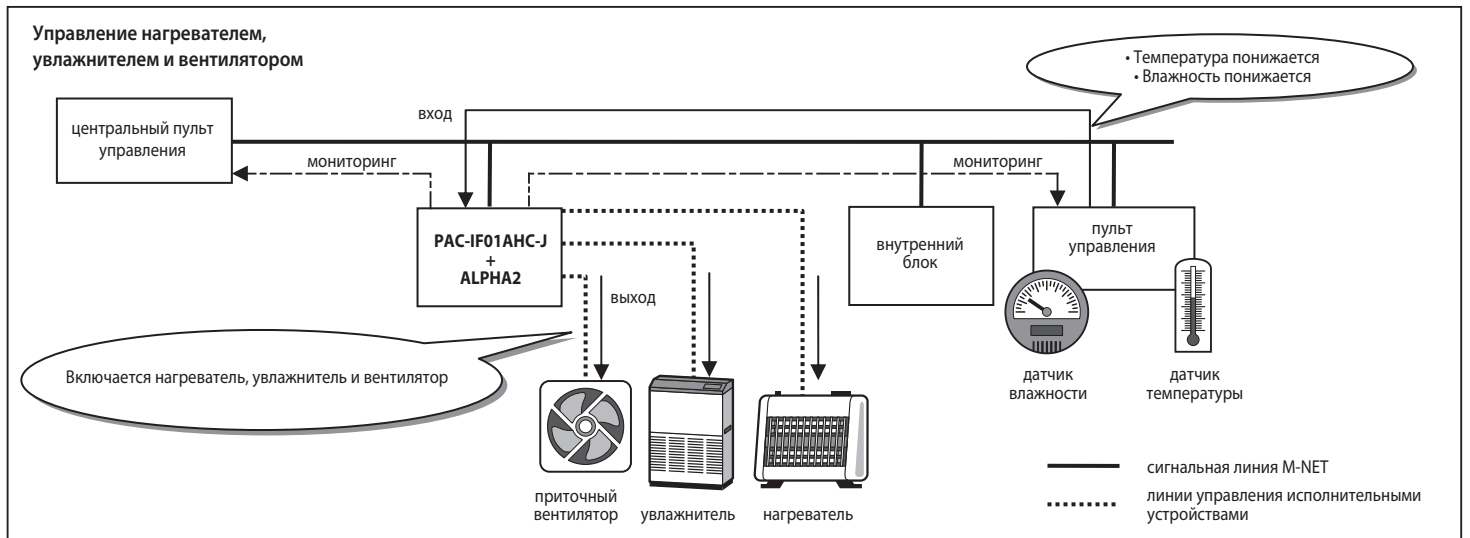 Управление нагревателем,
увлажнителем и вентилятором
• Температура понижается
• Влажность понижается
центральный пульт
управления
вход
мониторинг
мониторинг
PAC-IF01AHC-J
+
ALPHA2
внутренний
блок
пульт
управления
выход
Включается нагреватель, увлажнитель и вентилятор
датчик
влажности
датчик
температуры
приточный
вентилятор
увлажнитель
нагреватель
сигнальная линия M-NET
линии управления исполнительными
устройствами